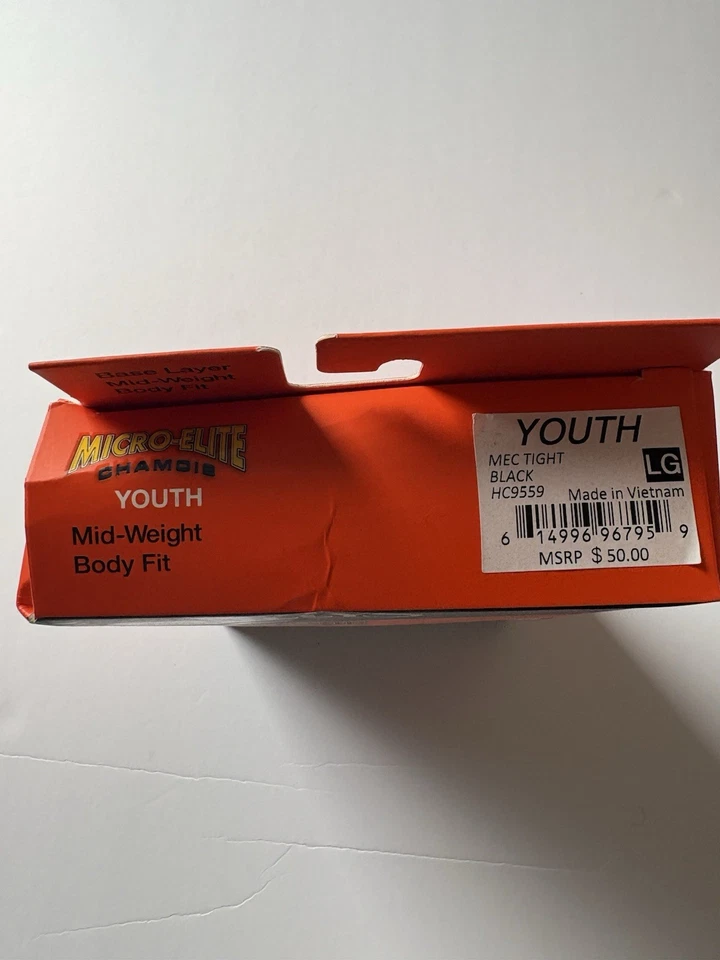 Base Layer
Mid-Weight
Body Fit
MICRO-ELITE
CHAMOIS
YOUTH
Mid-Weight
Body Fit
YOUTH
MEC TIGHT
BLACK
LG
HC9559 Made in Vietnam
6 14996 96795 9
MSRP $ 50.00